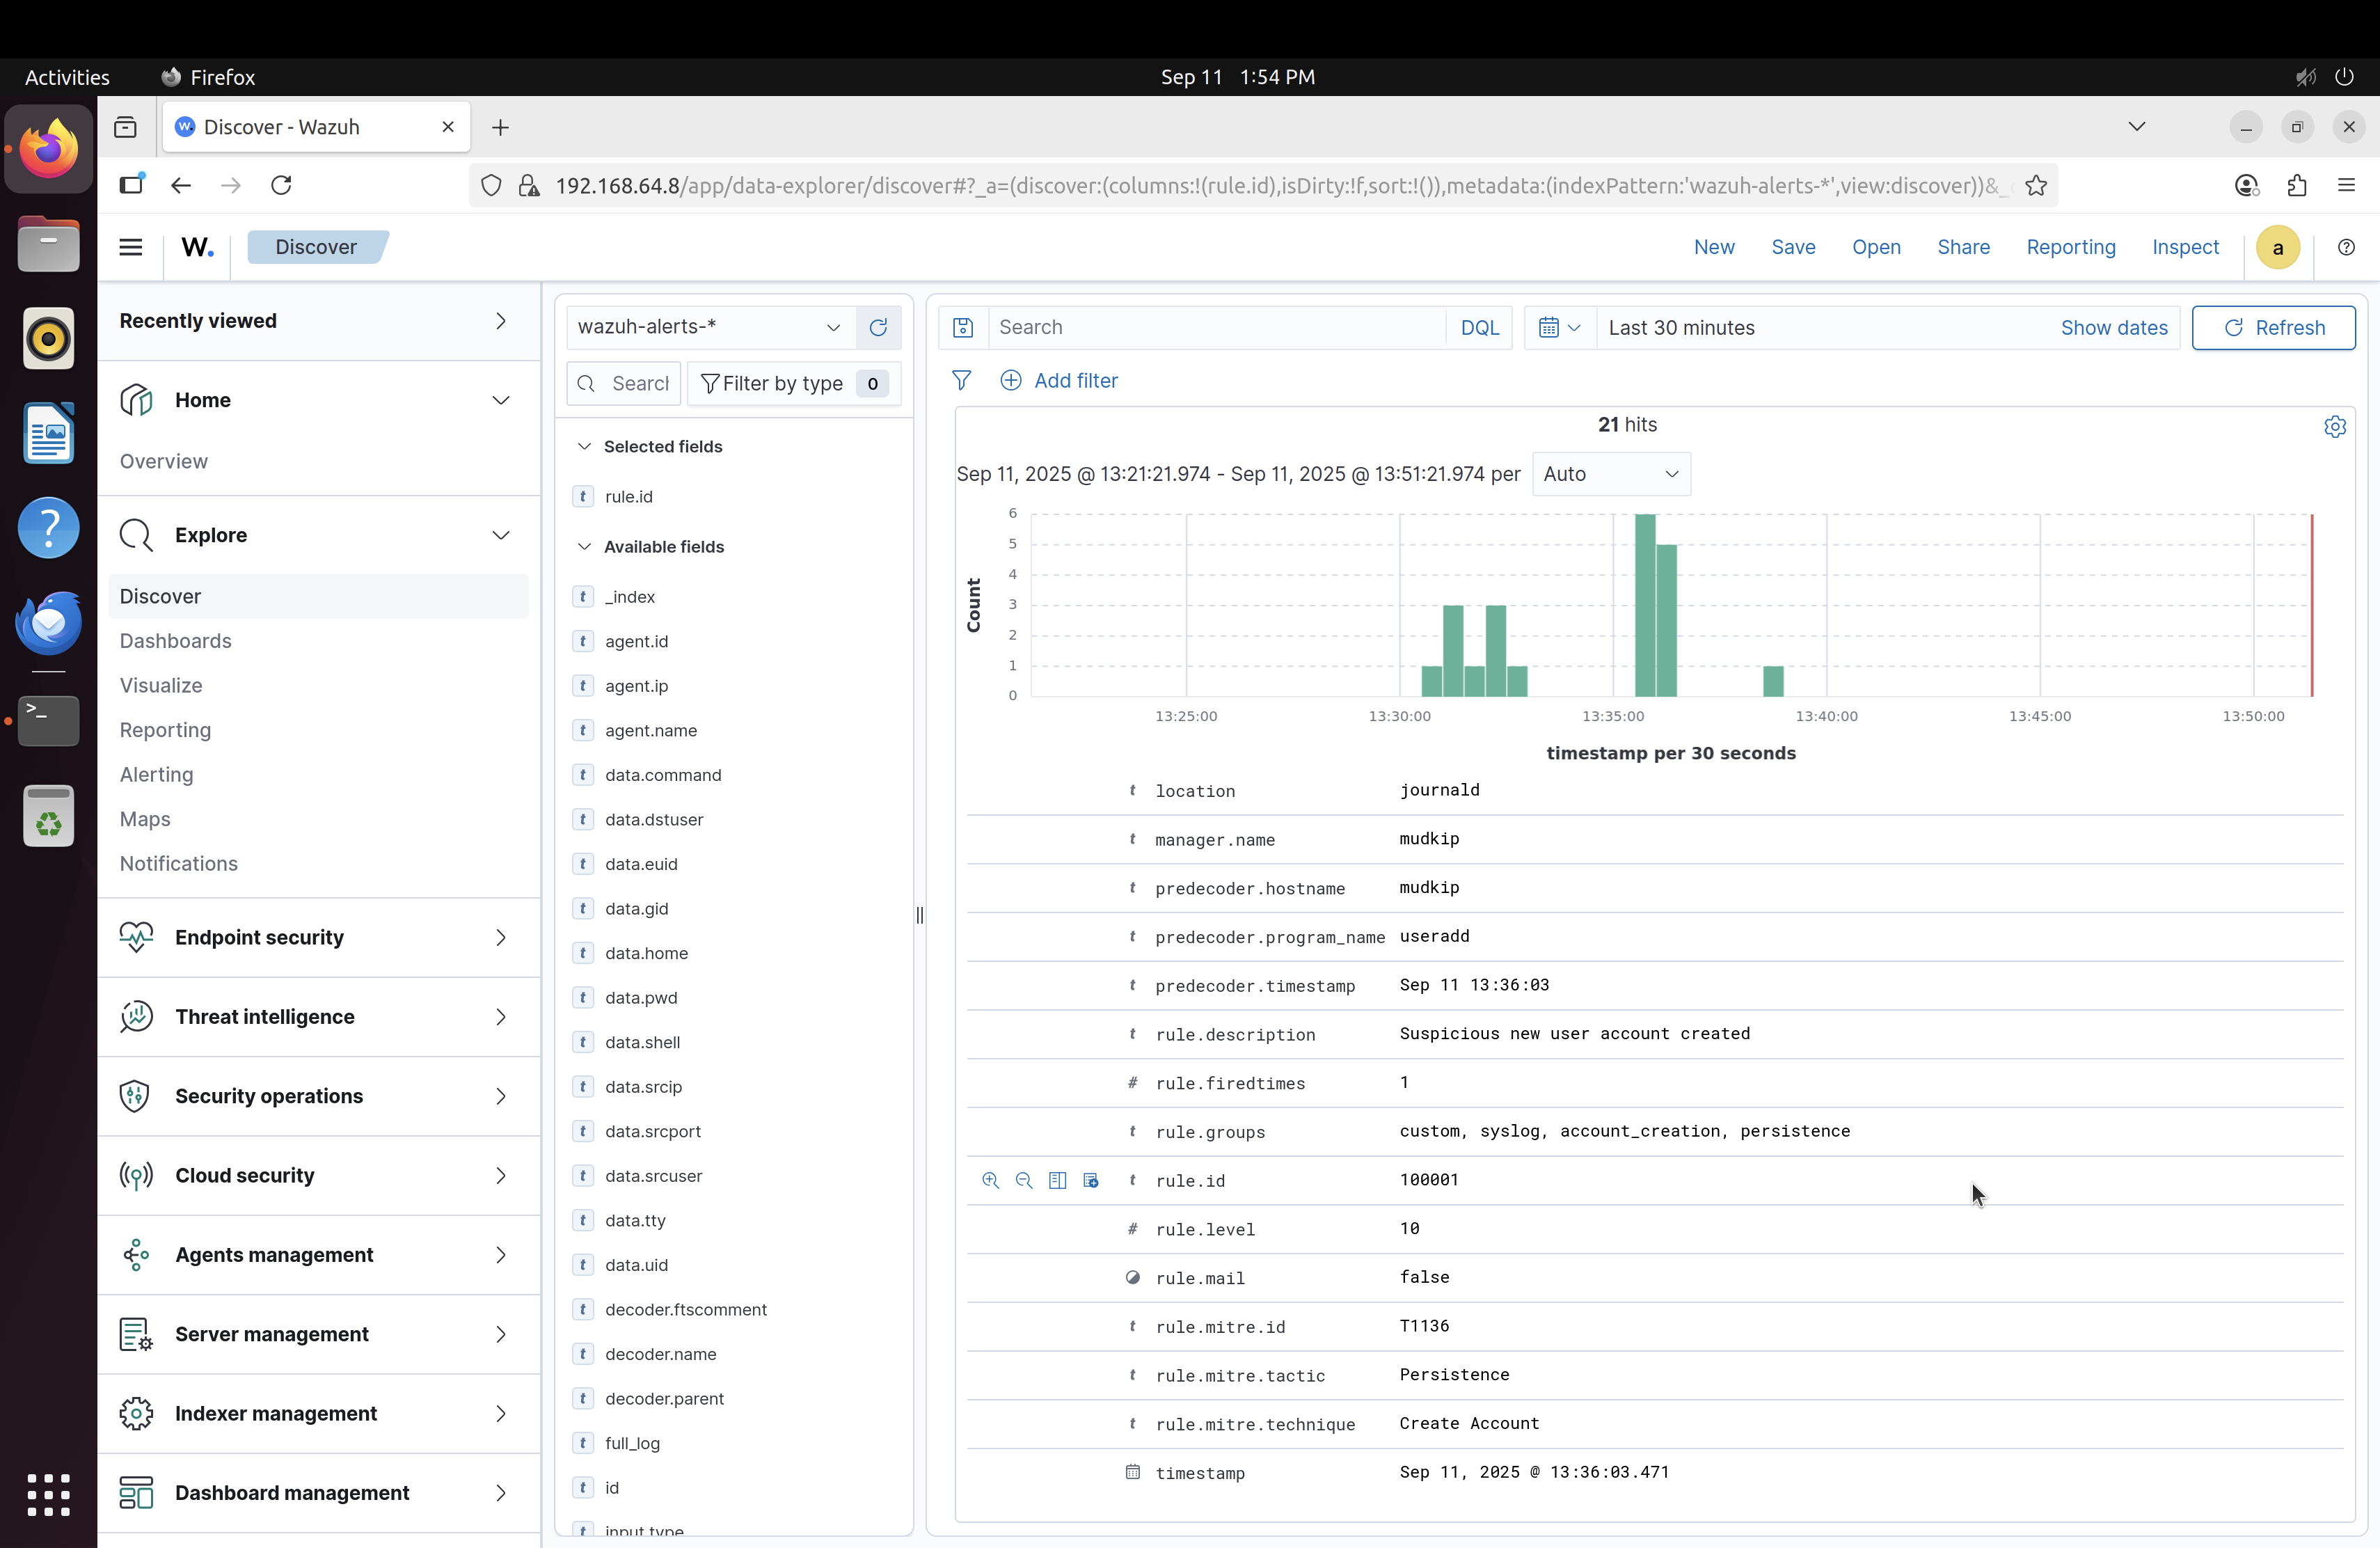 Activities
Firefox
Sep 11 1:54 PM
Discover - Wazuh
192.168.64.8/app/data-explorer/discover#?_a=(discover:(columns:!(rule.id),isDirty:!f,sort:!()),metadata:(indexPattern:'wazuh-alerts-*',view:discover))&_
W.
Discover
New
Save
Open
Share
Reporting
Inspect
a
Recently viewed
Home
Overview
Explore
Discover
Dashboards
Visualize
Reporting
Alerting
Maps
Notifications
Endpoint security
Threat intelligence
Security operations
Cloud security
Agents management
Server management
Indexer management
Dashboard management
wazuh-alerts-*
Search
Filter by type 0
Selected fields
t rule.id
Available fields
t _index
t agent.id
t agent.ip
t agent.name
t data.command
t data.dstuser
t data.euid
t data.gid
t data.home
t data.pwd
t data.shell
t data.srcip
t data.srcport
t data.srcuser
t data.tty
t data.uid
t decoder.ftscomment
t decoder.name
t decoder.parent
t full_log
t id
t input.type
Search
DQL
Last 30 minutes
Show dates
Refresh
Add filter
21 hits
Sep 11, 2025 @ 13:21:21.974 - Sep 11, 2025 @ 13:51:21.974 per Auto
Count
6
5
4
3
2
1
0
13:25:00 13:30:00 13:35:00 13:40:00 13:45:00 13:50:00
timestamp per 30 seconds
t location journald
t manager.name mudkip
t predecoder.hostname mudkip
t predecoder.program_name useradd
t predecoder.timestamp Sep 11 13:36:03
t rule.description Suspicious new user account created
# rule.firedtimes 1
t rule.groups custom, syslog, account_creation, persistence
t rule.id 100001
# rule.level 10
rule.mail false
t rule.mitre.id T1136
t rule.mitre.tactic Persistence
t rule.mitre.technique Create Account
timestamp Sep 11, 2025 @ 13:36:03.471